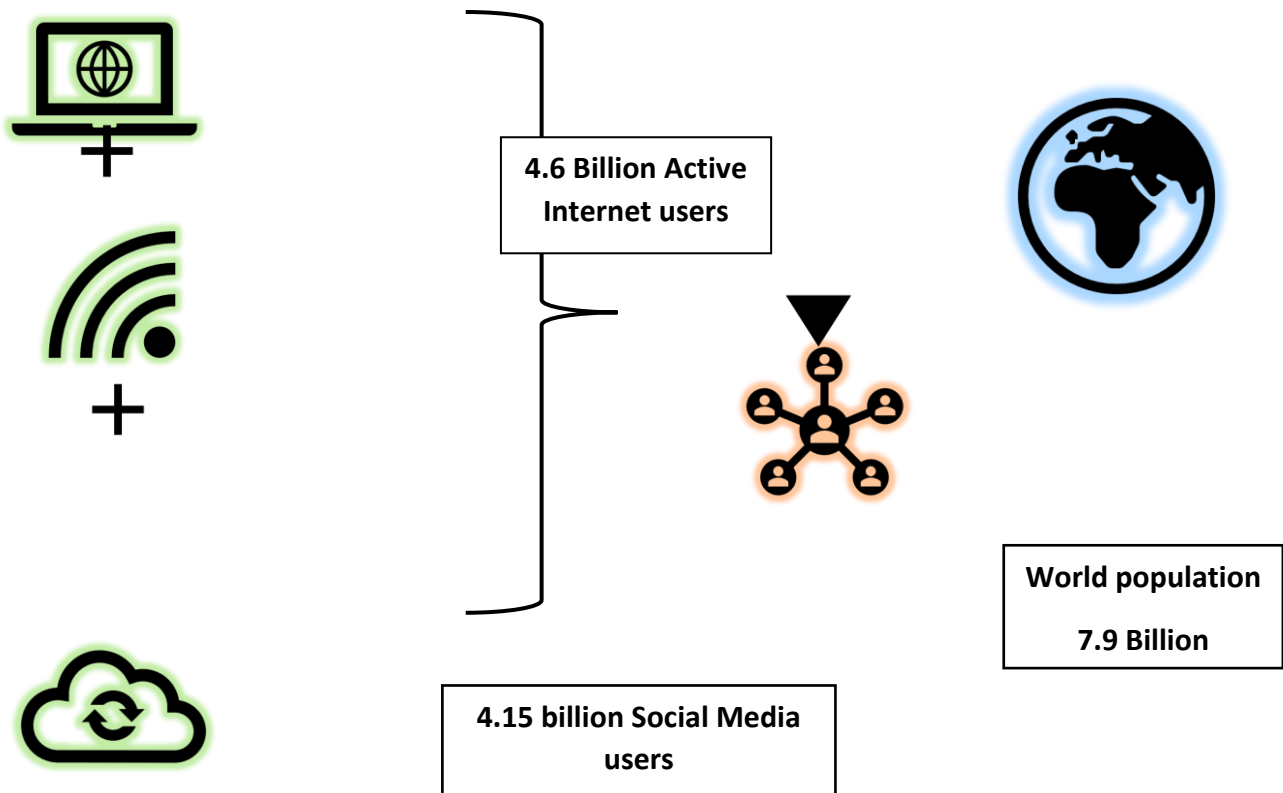 4.6 Billion Active
Internet users
World population
7.9 Billion
4.15 billion Social Media
users